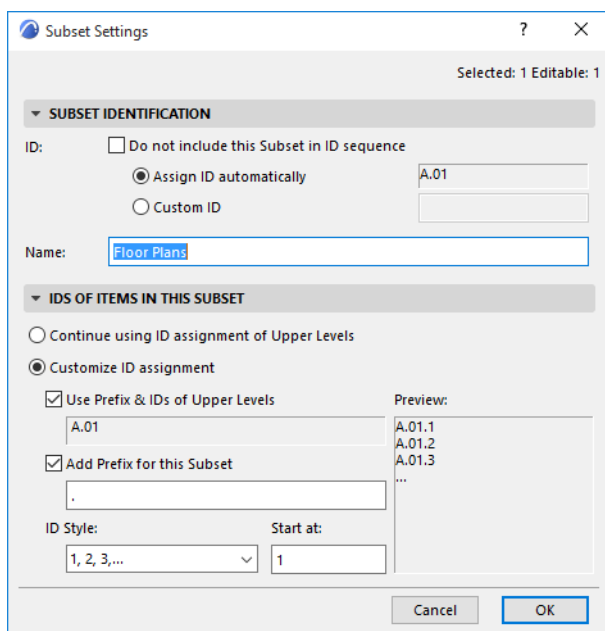 Subset Settings
?
Selected: 1 Editable: 1
SUBSET IDENTIFICATION
ID:
Do not include this Subset in ID sequence
Assign ID automatically
A.01
Custom ID
Name:
Floor Plans
IDS OF ITEMS IN THIS SUBSET
Continue using ID assignment of Upper Levels
Customize ID assignment
Use Prefix & IDs of Upper Levels
A.01
Add Prefix for this Subset
.
ID Style:
Start at:
1, 2, 3,...
1
Preview:
A.01.1
A.01.2
A.01.3
...
Cancel
OK